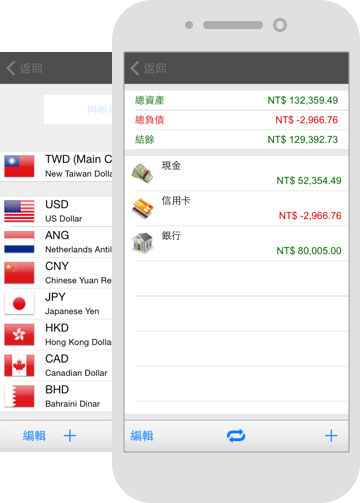 返回
TWD (Main C
New Taiwan Dolla
USD
US Dollar
ANG
Netherlands Antil
CNY
Chinese Yuan Re
JPY
Japanese Yen
HKD
Hong Kong Dolla
CAD
Canadian Dollar
BHD
Bahraini Dinar
編輯 +
返回
總資產 NT$ 132,359.49
總負債 NT$ -2,966.76
結餘 NT$ 129,392.73
現金
NT$ 52,354.49
信用卡
NT$ -2,966.76
銀行
NT$ 80,005.00
編輯 +